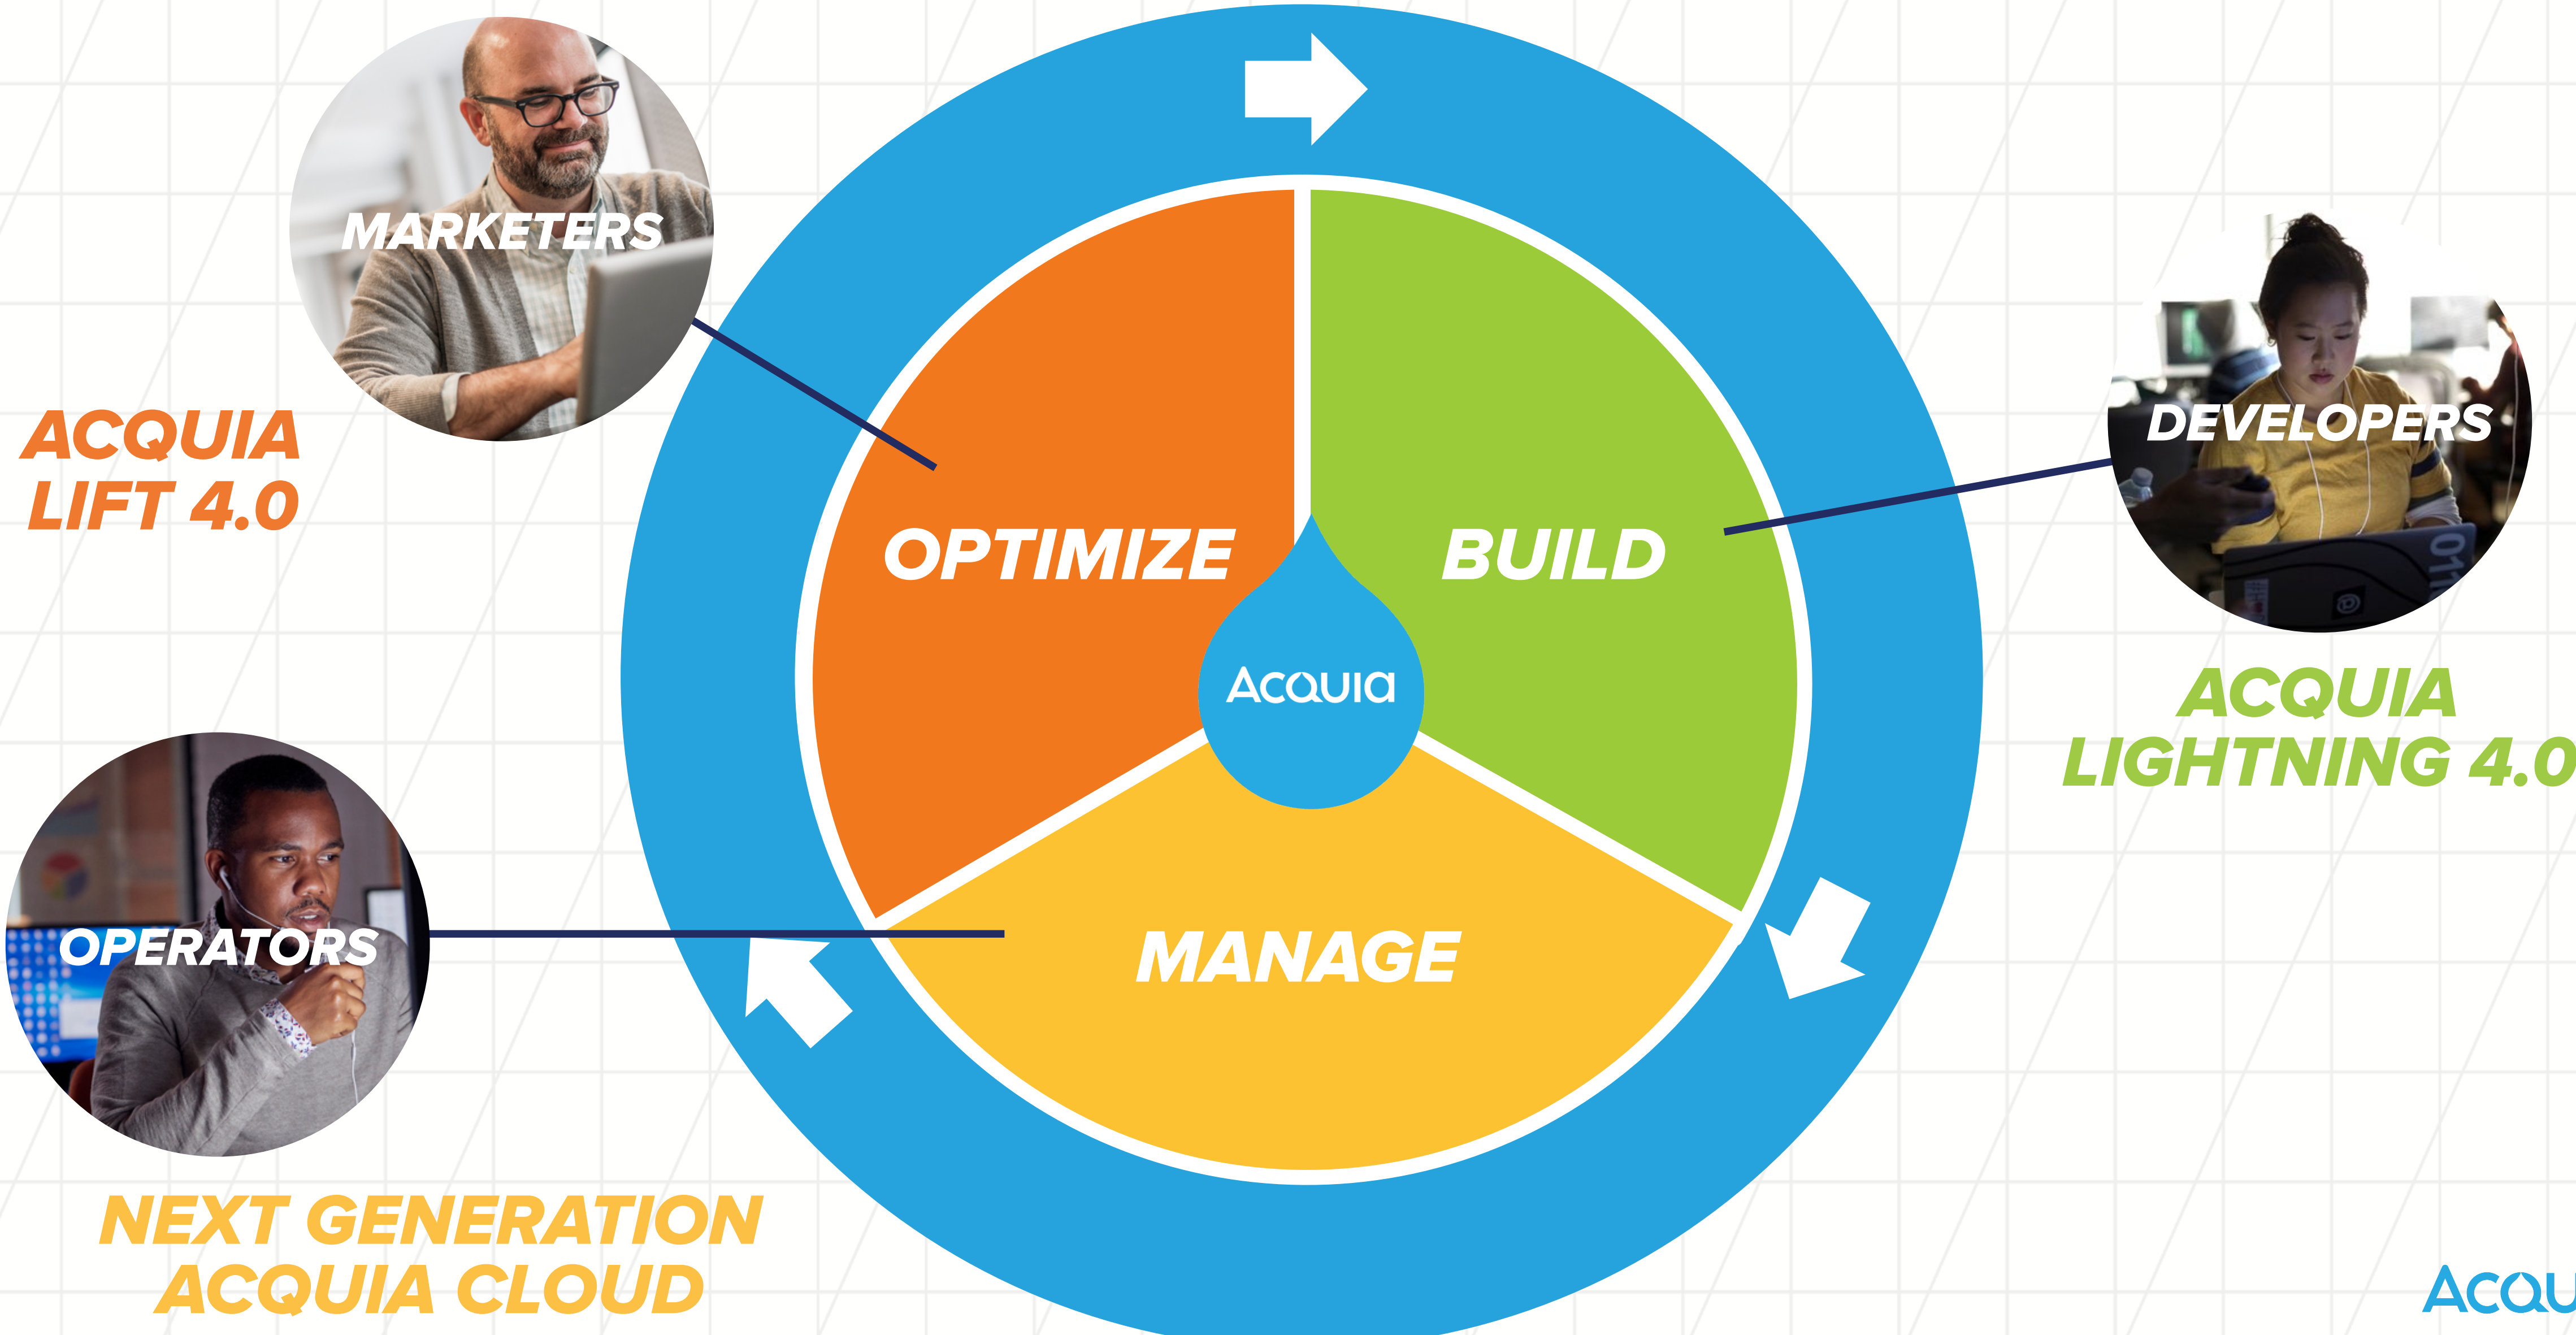 MARKETERS
ACQUIA
LIFT 4.0
OPTIMIZE
BUILD
DEVELOPERS
ACQUIA
LIGHTNING 4.0
Acquia
MANAGE
OPERATORS
NEXT GENERATION
ACQUIA CLOUD
ACQU